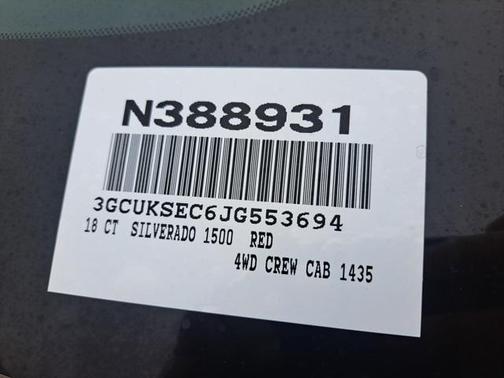 N388931
3GCUKSEC6JG553694
18 CT SILVERADO 1500 RED
4WD CREW CAB 1435